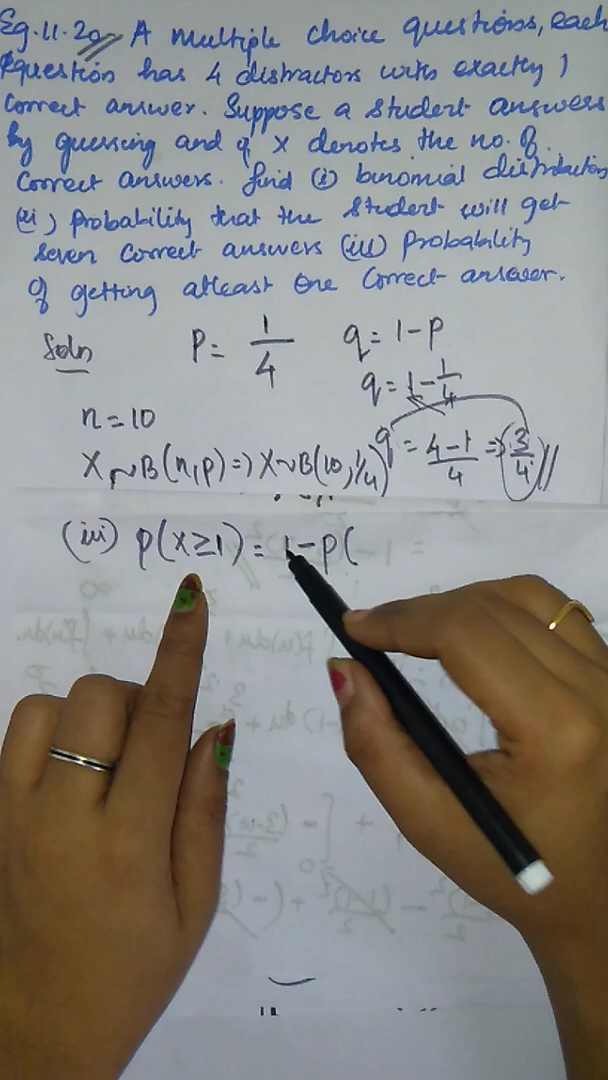 Eg.11.20 A multiple choice questions, each
question has 4 distractors with exactly 1
correct answer. Suppose a student answers
by guessing and if X denotes the no. of
correct answers. find (i) binomial distribution
(ii) probability that the student will get
seven correct answers (iii) probability
of getting atleast one correct answer.
Soln P = 1/4 q = 1-P
q = 1 - 1/4
n = 10 q = 4-1/4 => 3/4 //
X ~ B(n,p) => X ~ B(10, 1/4)
(iii) P(X ≥ 1) = 1 - P(